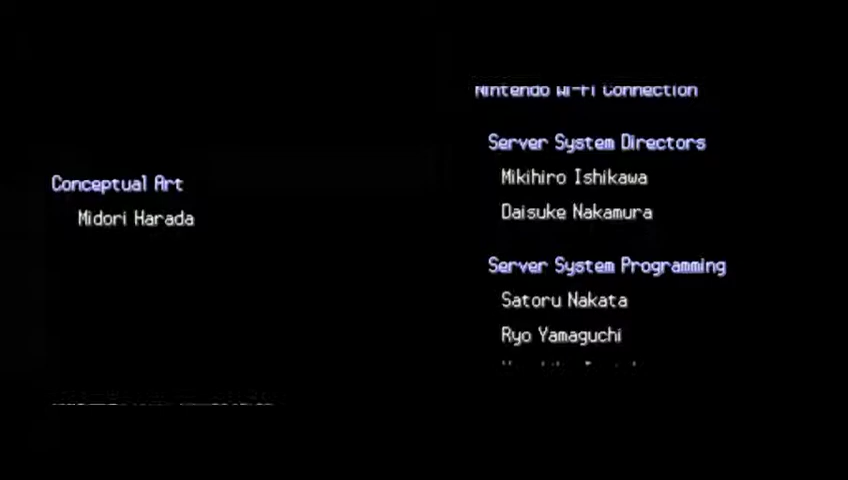 Conceptual Art
Midori Harada
Nintendo Wi-Fi Connection
Server System Directors
Mikihiro Ishikawa
Daisuke Nakamura
Server System Programming
Satoru Nakata
Ryo Yamaguchi